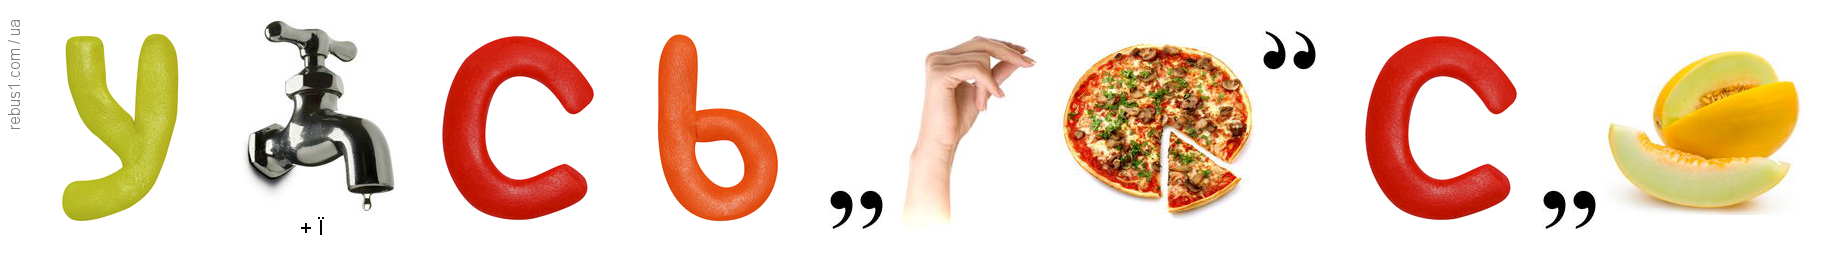 rebus1.com / ua
У С Ь ,, “ С ,,
+ Ї